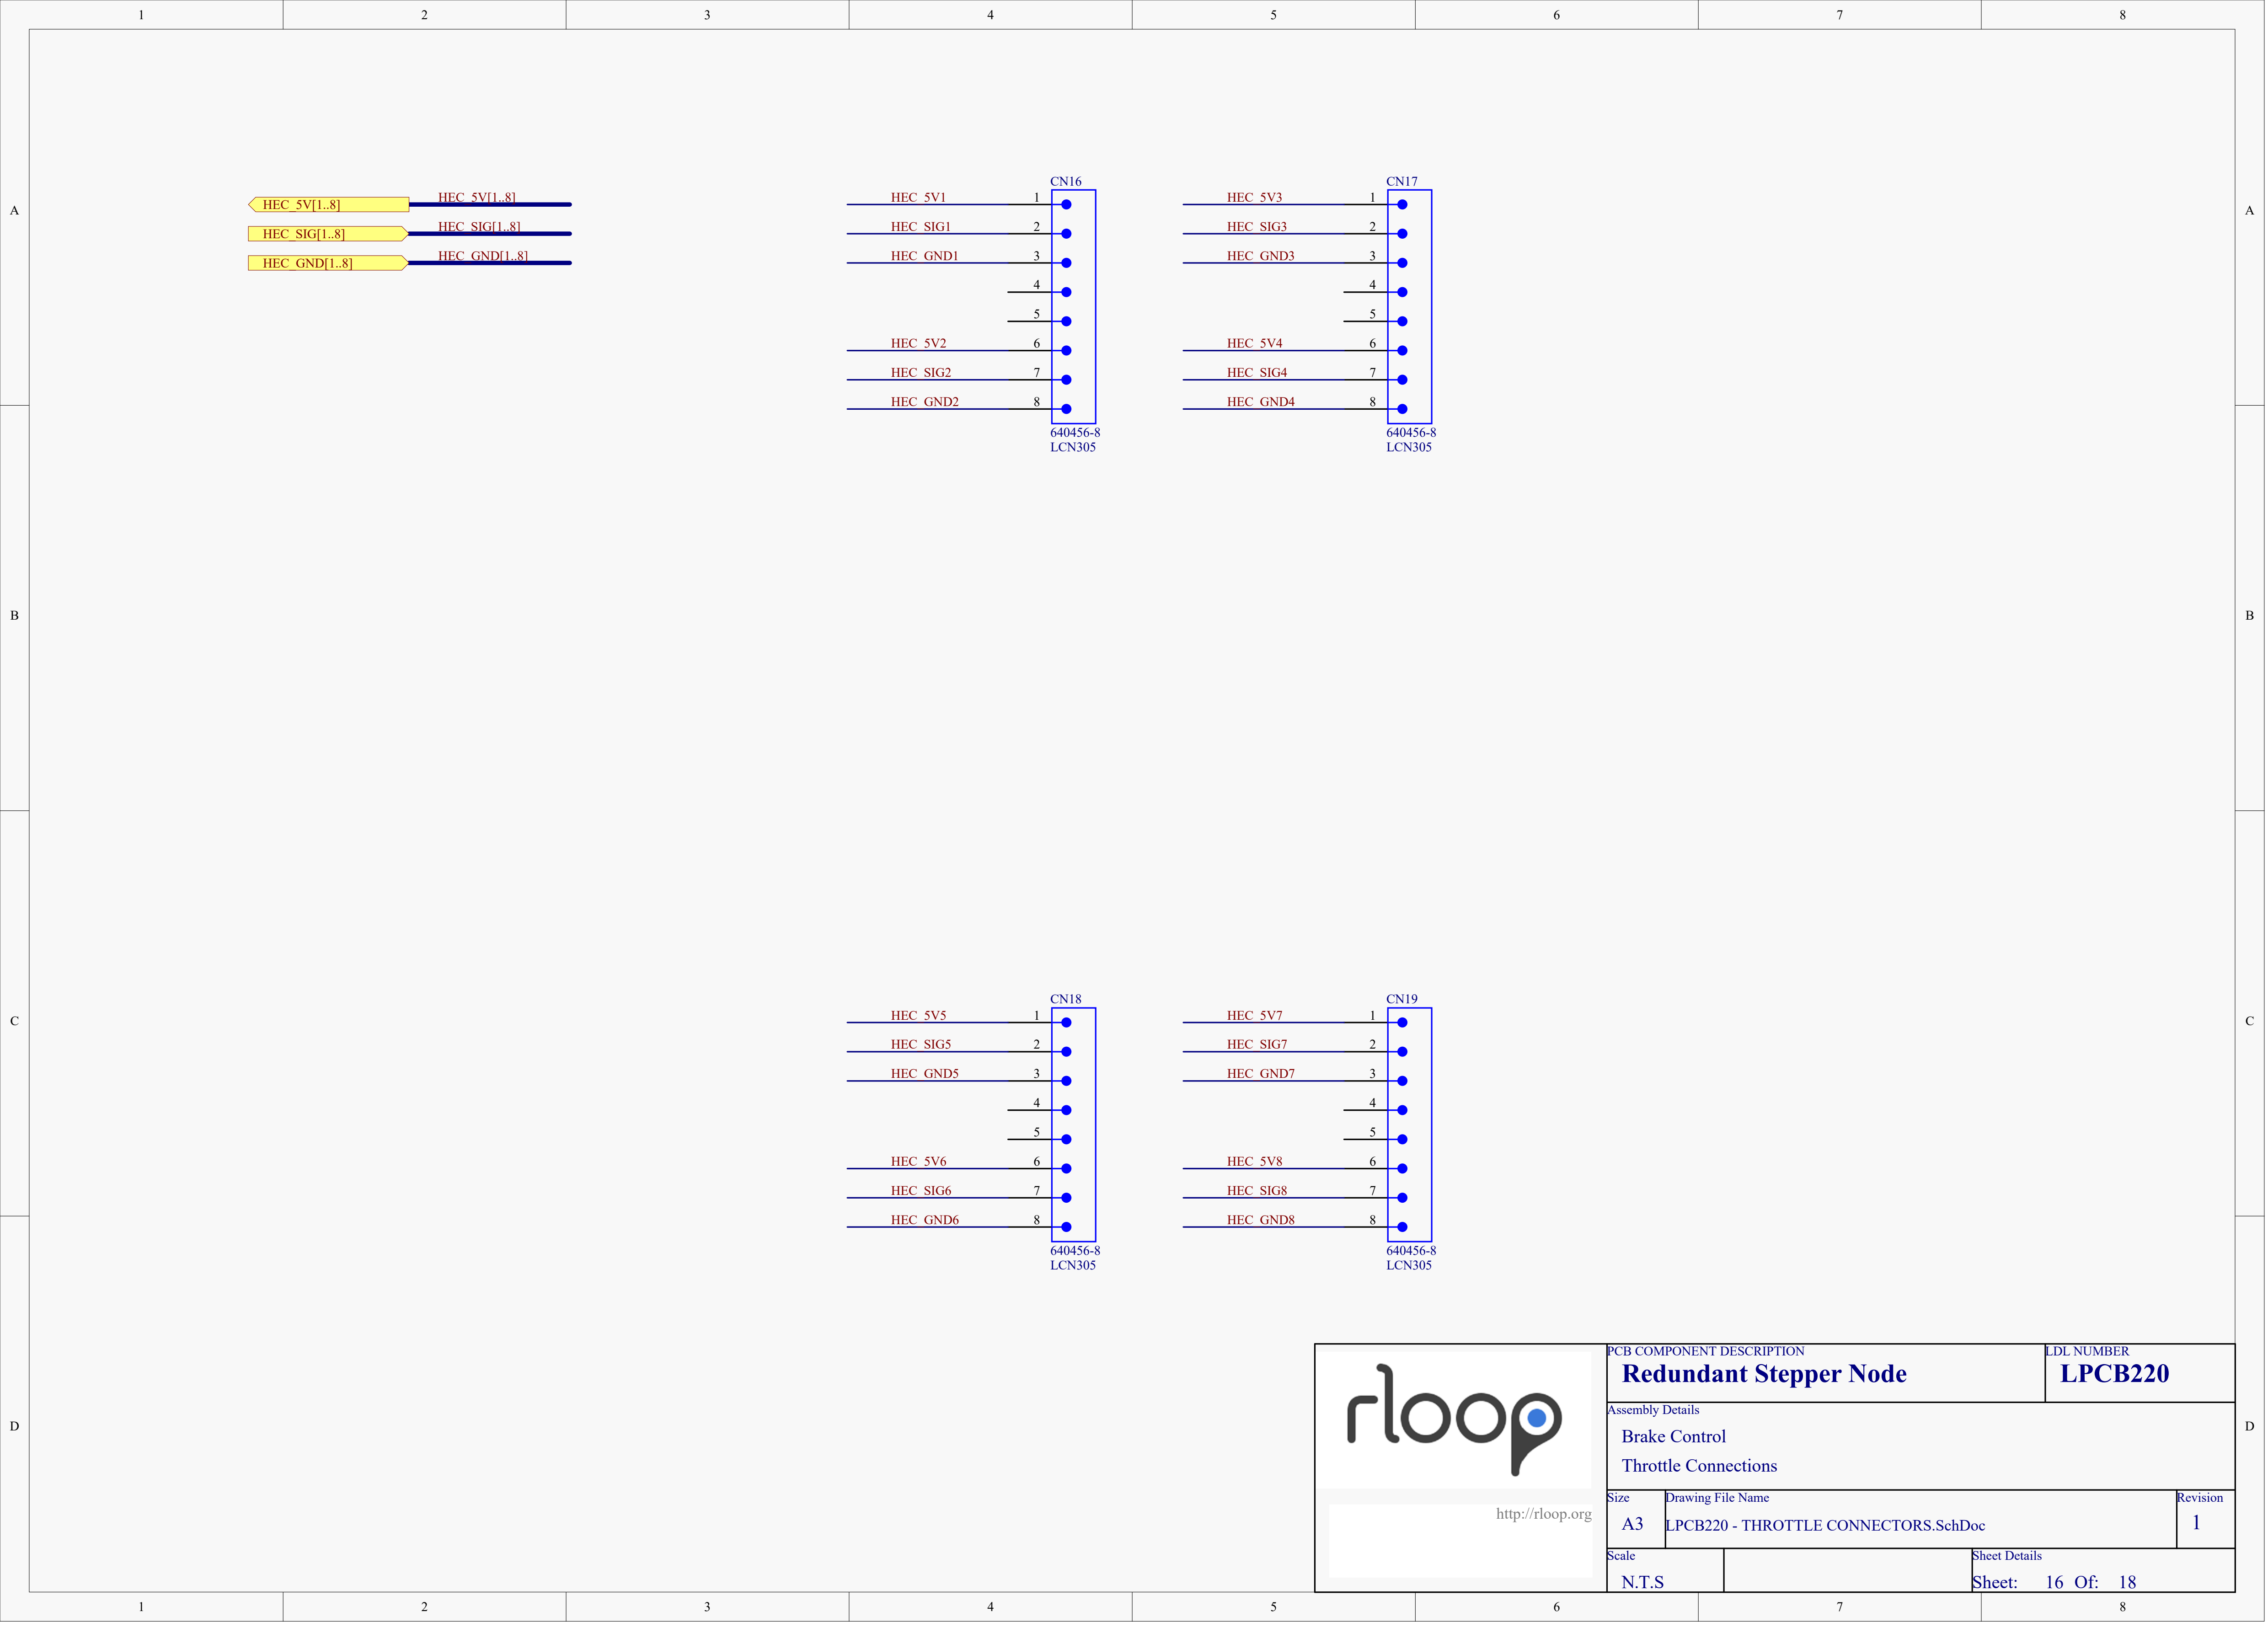 1 2 3 4 5 6 7 8
A A
B B
C C
D D
HEC_5V[1..8] HEC_5V[1..8]
HEC_SIG[1..8] HEC_SIG[1..8]
HEC_GND[1..8] HEC_GND[1..8]
CN16
HEC_5V1 1
HEC_SIG1 2
HEC_GND1 3
4
5
HEC_5V2 6
HEC_SIG2 7
HEC_GND2 8
640456-8
LCN305
CN17
HEC_5V3 1
HEC_SIG3 2
HEC_GND3 3
4
5
HEC_5V4 6
HEC_SIG4 7
HEC_GND4 8
640456-8
LCN305
CN18
HEC_5V5 1
HEC_SIG5 2
HEC_GND5 3
4
5
HEC_5V6 6
HEC_SIG6 7
HEC_GND6 8
640456-8
LCN305
CN19
HEC_5V7 1
HEC_SIG7 2
HEC_GND7 3
4
5
HEC_5V8 6
HEC_SIG8 7
HEC_GND8 8
640456-8
LCN305
rloop
http://rloop.org
PCB COMPONENT DESCRIPTION
Redundant Stepper Node
LDL NUMBER
LPCB220
Assembly Details
Brake Control
Throttle Connections
Size
A3
Drawing File Name
LPCB220 - THROTTLE CONNECTORS.SchDoc
Revision
1
Scale
N.T.S
Sheet Details
Sheet: 16 Of: 18
1 2 3 4 5 6 7 8